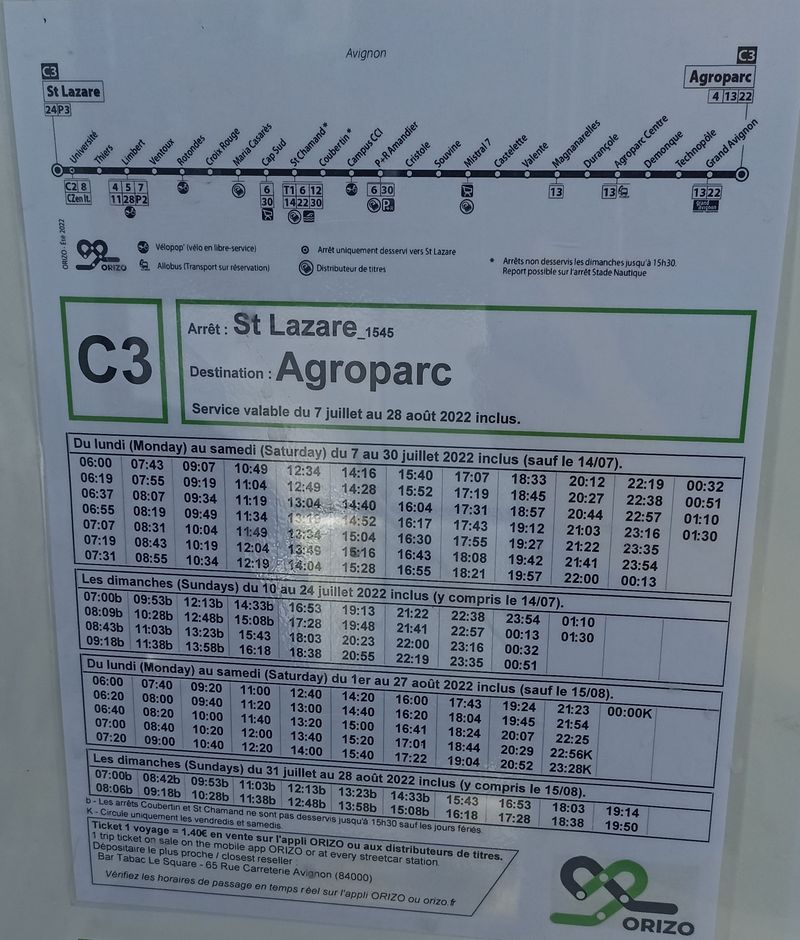 Avignon
C3
St Lazare
24 P3
C3
Agroparc
4 13 22
Université
Thiers
Limbert
Ventoux
Rotondes
Croix Rouge
Maria Casarès
Cap Sud
St Chamand *
Coubertin *
Campus CCI
P+R Amandier
Cristole
Souvine
Mistral 7
Castelette
Valente
Magnanarelles
Durançole
Agroparc Centre
Demonque
Technopôle
Grand Avignon
C2 8
CZen It.
4 5 7
11 28 P2
6
30
T1 6 12
14 22 30
6 30
13
13
13 22
ORIZO - Eté 2022
ORIZO
Vélopop' (vélo en libre-service)
Allobus (Transport sur réservation)
Arrêt uniquement desservi vers St Lazare
Distributeur de titres
* Arrêts non desservis les dimanches jusqu'à 15h30.
Report possible sur l'arrêt Stade Nautique
C3
Arrêt : St Lazare_1545
Destination : Agroparc
Service valable du 7 juillet au 28 août 2022 inclus.
Du lundi (Monday) au samedi (Saturday) du 7 au 30 juillet 2022 inclus (sauf le 14/07).
06:00 07:43 09:07 10:49 12:34 14:16 15:40 17:07 18:33 20:12 22:19 00:32
06:19 07:55 09:19 11:04 12:49 14:28 15:52 17:19 18:45 20:27 22:38 00:51
06:37 08:07 09:34 11:19 13:04 14:40 16:04 17:31 18:57 20:44 22:57 01:10
06:55 08:19 09:49 11:34 13:19 14:52 16:17 17:43 19:12 21:03 23:16 01:30
07:07 08:31 10:04 11:49 13:34 15:04 16:30 17:55 19:27 21:22 23:35
07:19 08:43 10:19 12:04 13:49 15:16 16:43 18:08 19:42 21:41 23:54
07:31 08:55 10:34 12:19 14:04 15:28 16:55 18:21 19:57 22:00 00:13
Les dimanches (Sundays) du 10 au 24 juillet 2022 inclus (y compris le 14/07).
07:00b 09:53b 12:13b 14:33b 16:53 19:13 21:22 22:38 23:54 01:10
08:09b 10:28b 12:48b 15:08b 17:28 19:48 21:41 22:57 00:13 01:30
08:43b 11:03b 13:23b 15:43 18:03 20:23 22:00 23:16 00:32
09:18b 11:38b 13:58b 16:18 18:38 20:55 22:19 23:35 00:51
Du lundi (Monday) au samedi (Saturday) du 1er au 27 août 2022 inclus (sauf le 15/08).
06:00 07:40 09:20 11:00 12:40 14:20 16:00 17:43 19:24 21:23 00:00K
06:20 08:00 09:40 11:20 13:00 14:40 16:20 18:04 19:45 21:54
06:40 08:20 10:00 11:40 13:20 15:00 16:41 18:24 20:07 22:25
07:00 08:40 10:20 12:00 13:40 15:20 17:01 18:44 20:29 22:56K
07:20 09:00 10:40 12:20 14:00 15:40 17:22 19:04 20:52 23:28K
Les dimanches (Sundays) du 31 juillet au 28 août 2022 inclus (y compris le 15/08).
07:00b 08:42b 09:53b 11:03b 12:13b 13:23b 14:33b 15:43 16:53 18:03 19:14
08:06b 09:18b 10:28b 11:38b 12:48b 13:58b 15:08b 16:18 17:28 18:38 19:50
b - Les arrêts Coubertin et St Chamand ne sont pas desservis jusqu'à 15h30 sauf les jours fériés.
K - Circule uniquement les vendredis et samedis.
Ticket 1 voyage = 1.40€ en vente sur l'appli ORIZO ou aux distributeurs de titres.
1 trip ticket on sale on the mobile app ORIZO or at every streetcar station.
Dépositaire le plus proche / closest reseller :
Bar Tabac Le Square - 65 Rue Carreterie Avignon (84000)
Vérifiez les horaires de passage en temps réel sur l'appli ORIZO ou orizo.fr
ORIZO